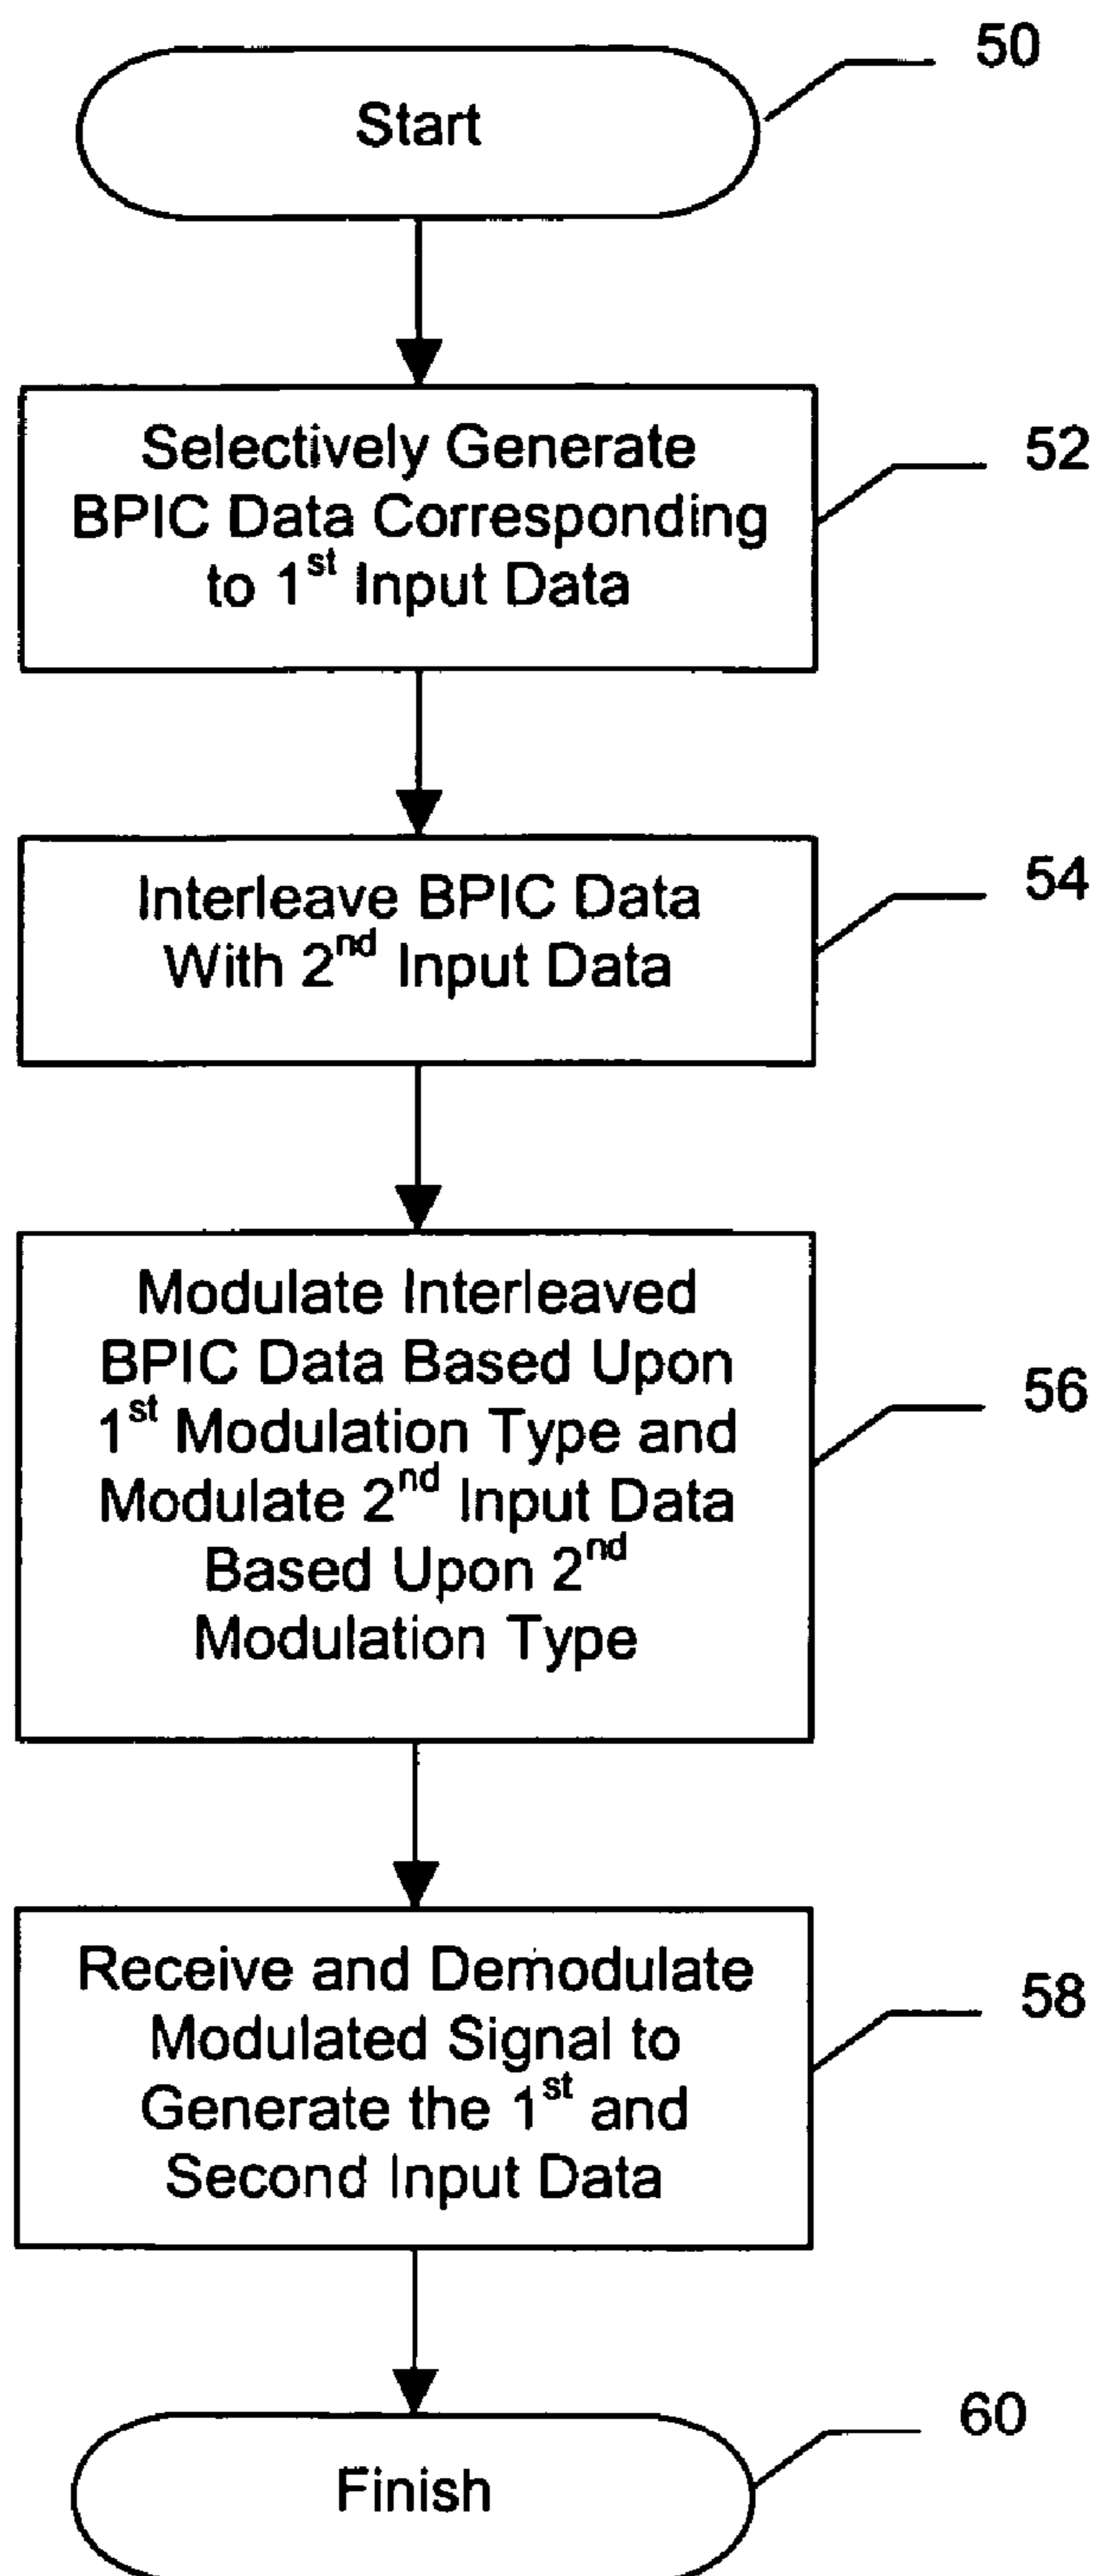 50
Start
52
Selectively Generate
BPIC Data Corresponding
to 1st Input Data
54
Interleave BPIC Data
With 2nd Input Data
56
Modulate Interleaved
BPIC Data Based Upon
1st Modulation Type and
Modulate 2nd Input Data
Based Upon 2nd
Modulation Type
58
Receive and Demodulate
Modulated Signal to
Generate the 1st and
Second Input Data
60
Finish